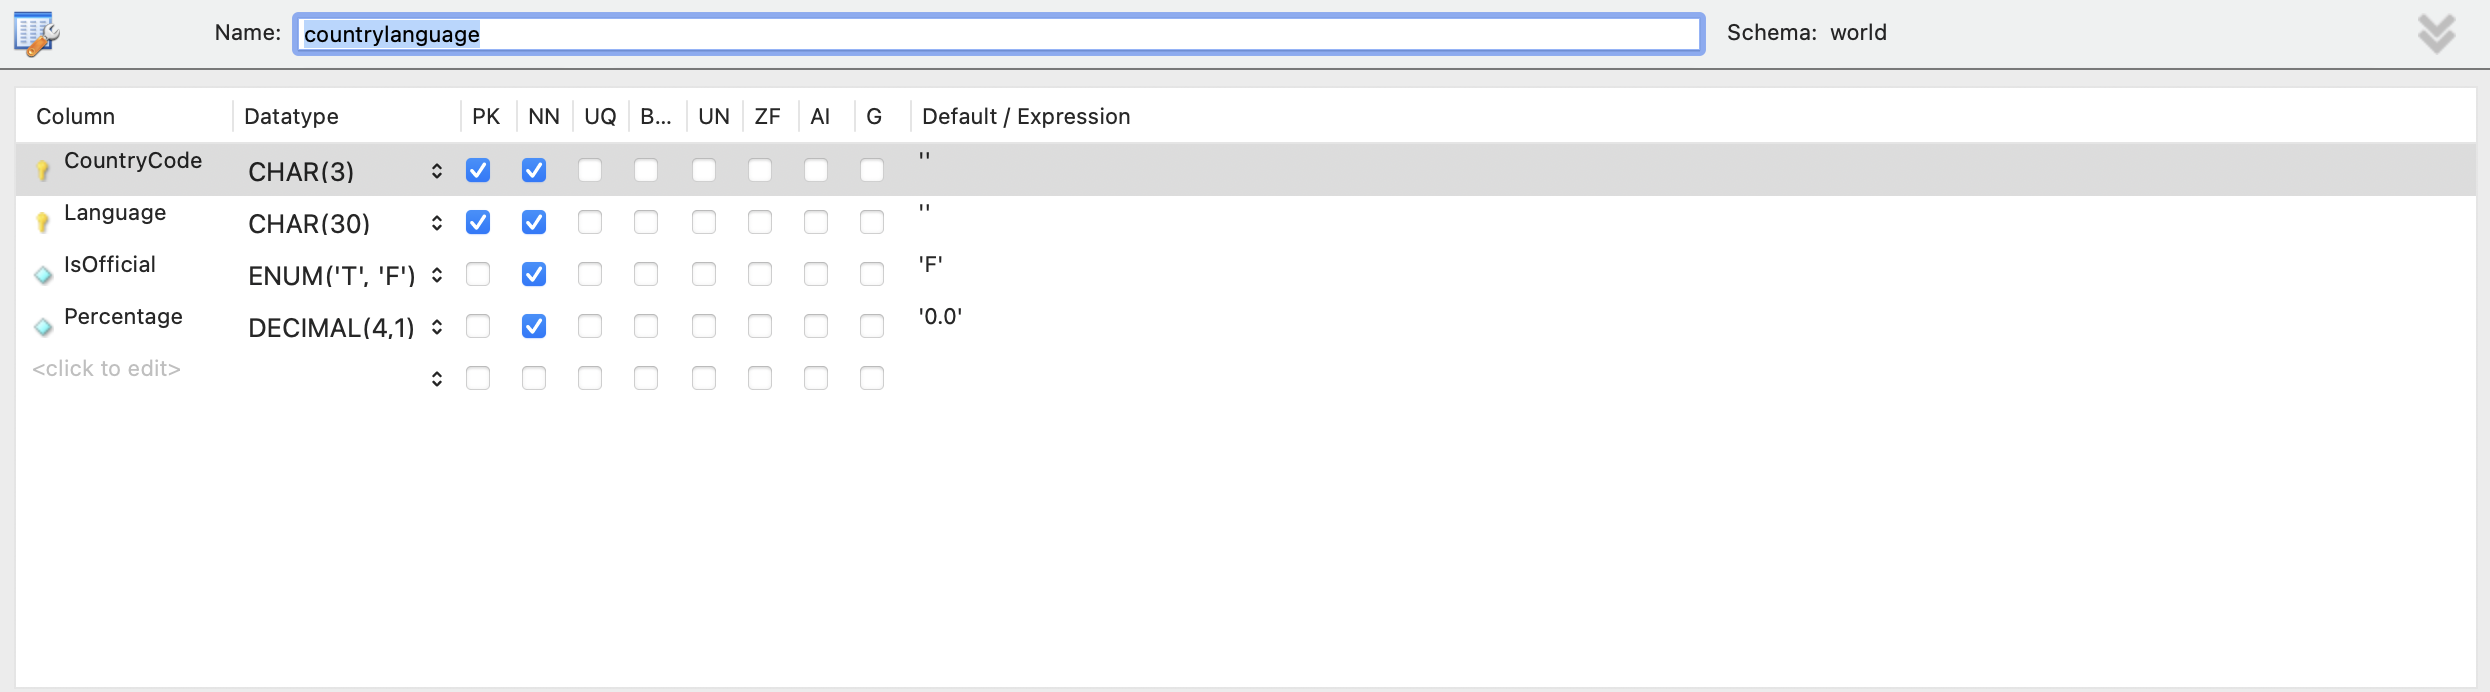 Name: countrylanguage Schema: world
Column Datatype PK NN UQ B... UN ZF AI G Default / Expression
CountryCode CHAR(3) ''
Language CHAR(30) ''
IsOfficial ENUM('T', 'F') 'F'
Percentage DECIMAL(4,1) '0.0'
<click to edit>